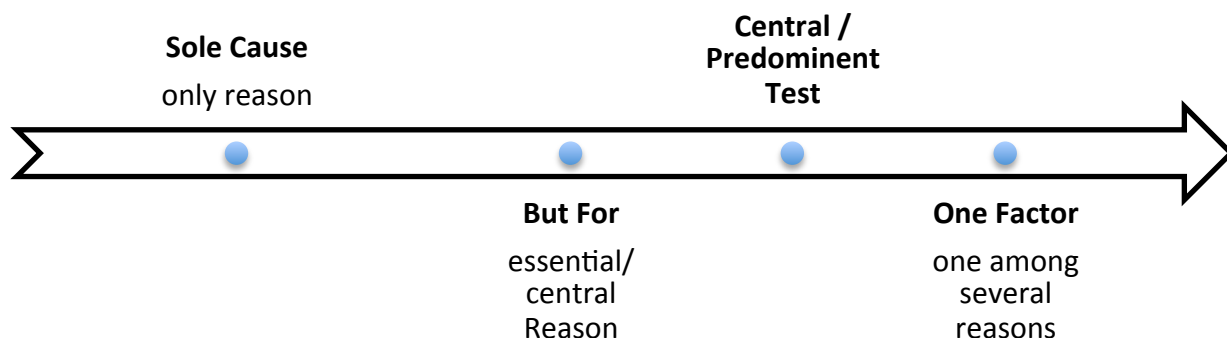 Sole Cause
only reason
But For
essential/
central
Reason
Central /
Predominent
Test
One Factor
one among
several
reasons